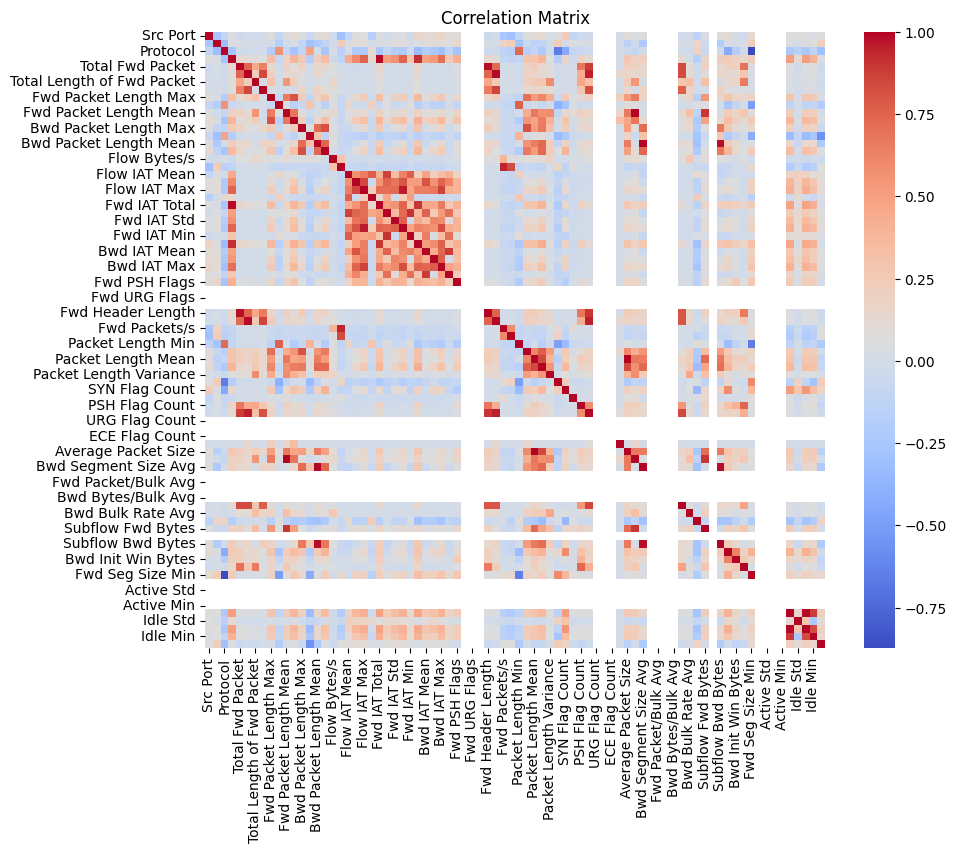 Correlation Matrix
Src Port
Protocol
Total Fwd Packet
Total Length of Fwd Packet
Fwd Packet Length Max
Fwd Packet Length Mean
Bwd Packet Length Max
Bwd Packet Length Mean
Flow Bytes/s
Flow IAT Mean
Flow IAT Max
Fwd IAT Total
Fwd IAT Std
Fwd IAT Min
Bwd IAT Mean
Bwd IAT Max
Fwd PSH Flags
Fwd URG Flags
Fwd Header Length
Fwd Packets/s
Packet Length Min
Packet Length Mean
Packet Length Variance
SYN Flag Count
PSH Flag Count
URG Flag Count
ECE Flag Count
Average Packet Size
Bwd Segment Size Avg
Fwd Packet/Bulk Avg
Bwd Bytes/Bulk Avg
Bwd Bulk Rate Avg
Subflow Fwd Bytes
Subflow Bwd Bytes
Bwd Init Win Bytes
Fwd Seg Size Min
Active Std
Active Min
Idle Std
Idle Min
Src Port
Protocol
Total Fwd Packet
Total Length of Fwd Packet
Fwd Packet Length Max
Fwd Packet Length Mean
Bwd Packet Length Max
Bwd Packet Length Mean
Flow Bytes/s
Flow IAT Mean
Flow IAT Max
Fwd IAT Total
Fwd IAT Std
Fwd IAT Min
Bwd IAT Mean
Bwd IAT Max
Fwd PSH Flags
Fwd URG Flags
Fwd Header Length
Fwd Packets/s
Packet Length Min
Packet Length Mean
Packet Length Variance
SYN Flag Count
PSH Flag Count
URG Flag Count
ECE Flag Count
Average Packet Size
Bwd Segment Size Avg
Fwd Packet/Bulk Avg
Bwd Bytes/Bulk Avg
Bwd Bulk Rate Avg
Subflow Fwd Bytes
Subflow Bwd Bytes
Bwd Init Win Bytes
Fwd Seg Size Min
Active Std
Active Min
Idle Std
Idle Min
1.00
0.75
0.50
0.25
0.00
−0.25
−0.50
−0.75